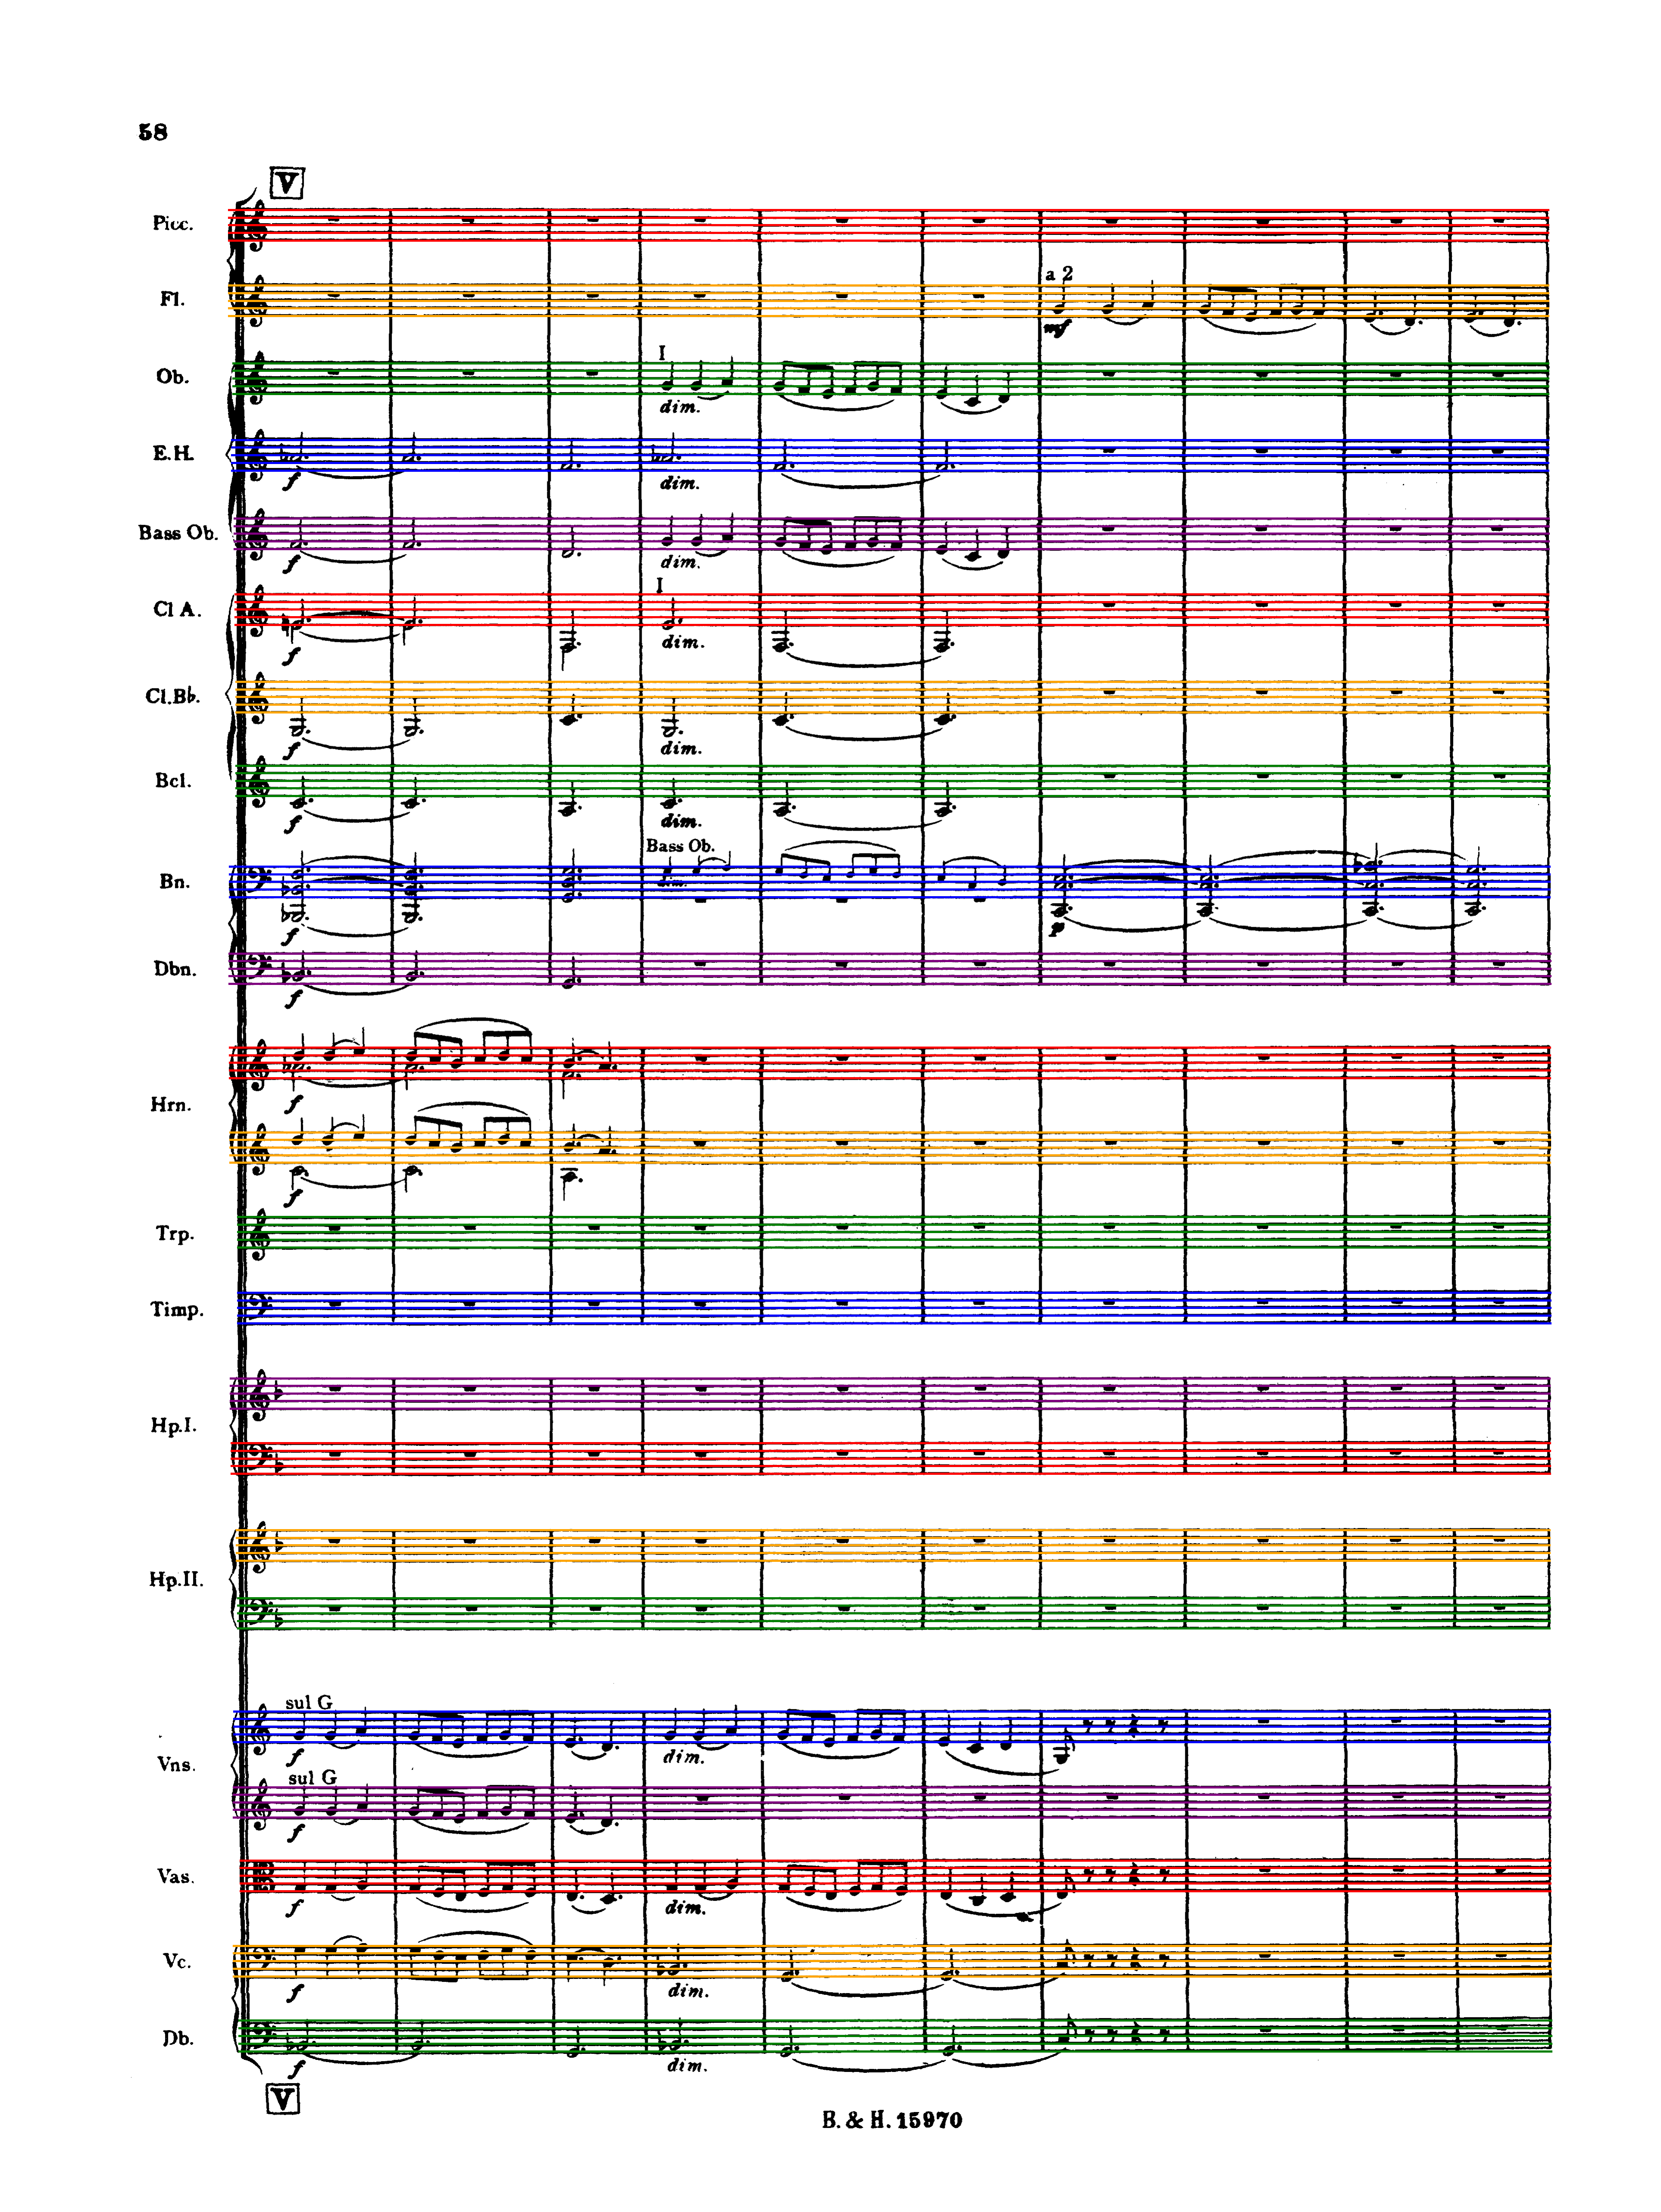 58
V
Picc.
a 2
Fl.
mf
I
Ob.
dim.
E.H.
f dim.
Bass Ob.
f dim.
I
Cl A.
f dim.
Cl.Bb.
f dim.
Bcl.
f dim.
Bass Ob.
Bn.
dim.
f p
Dbn.
f
f
Hrn.
f
Trp.
Timp.
Hp.I.
Hp.II.
sul G
f dim.
Vns.
sul G
f
Vas.
f dim.
Vc.
f dim.
Db.
f dim.
V
B. & H. 15970